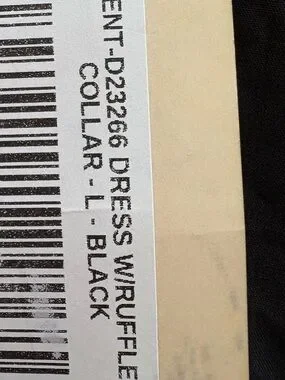 ENT-D23266 DRESS W/RUFFLE
COLLAR - L - BLACK